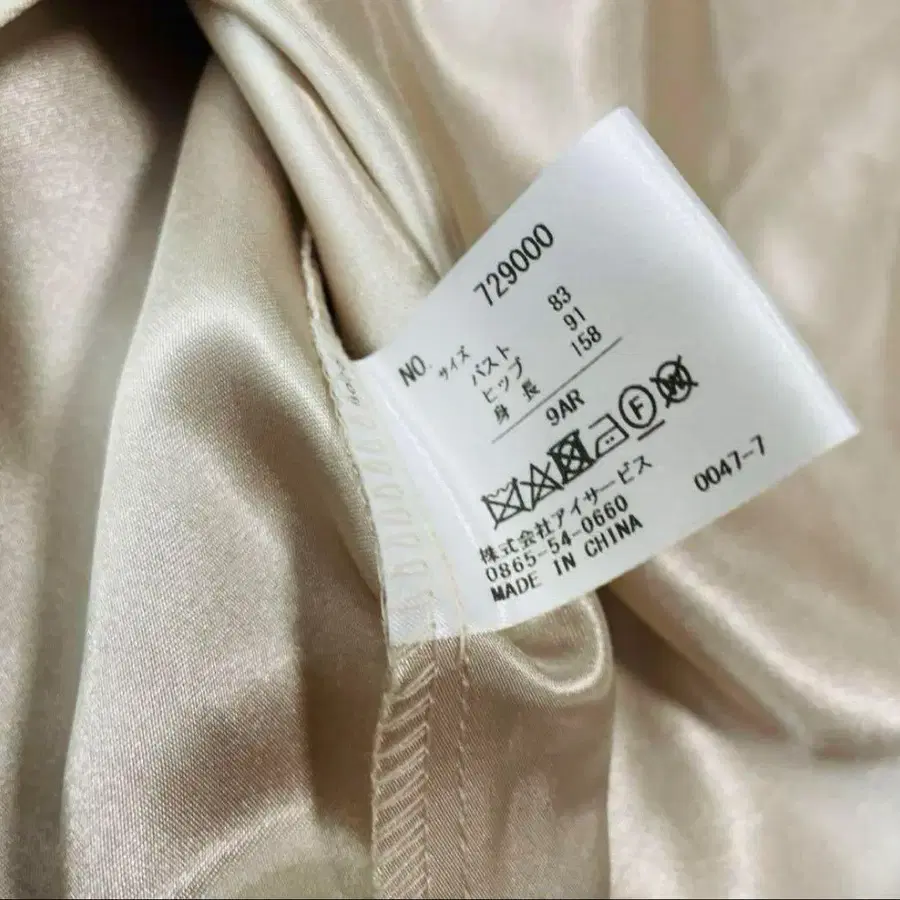 NO. 729000
サイズ
バスト 83
ヒップ 91
身長 158
9AR
F W
株式会社アイサービス
0865-54-0660 0047-7
MADE IN CHINA